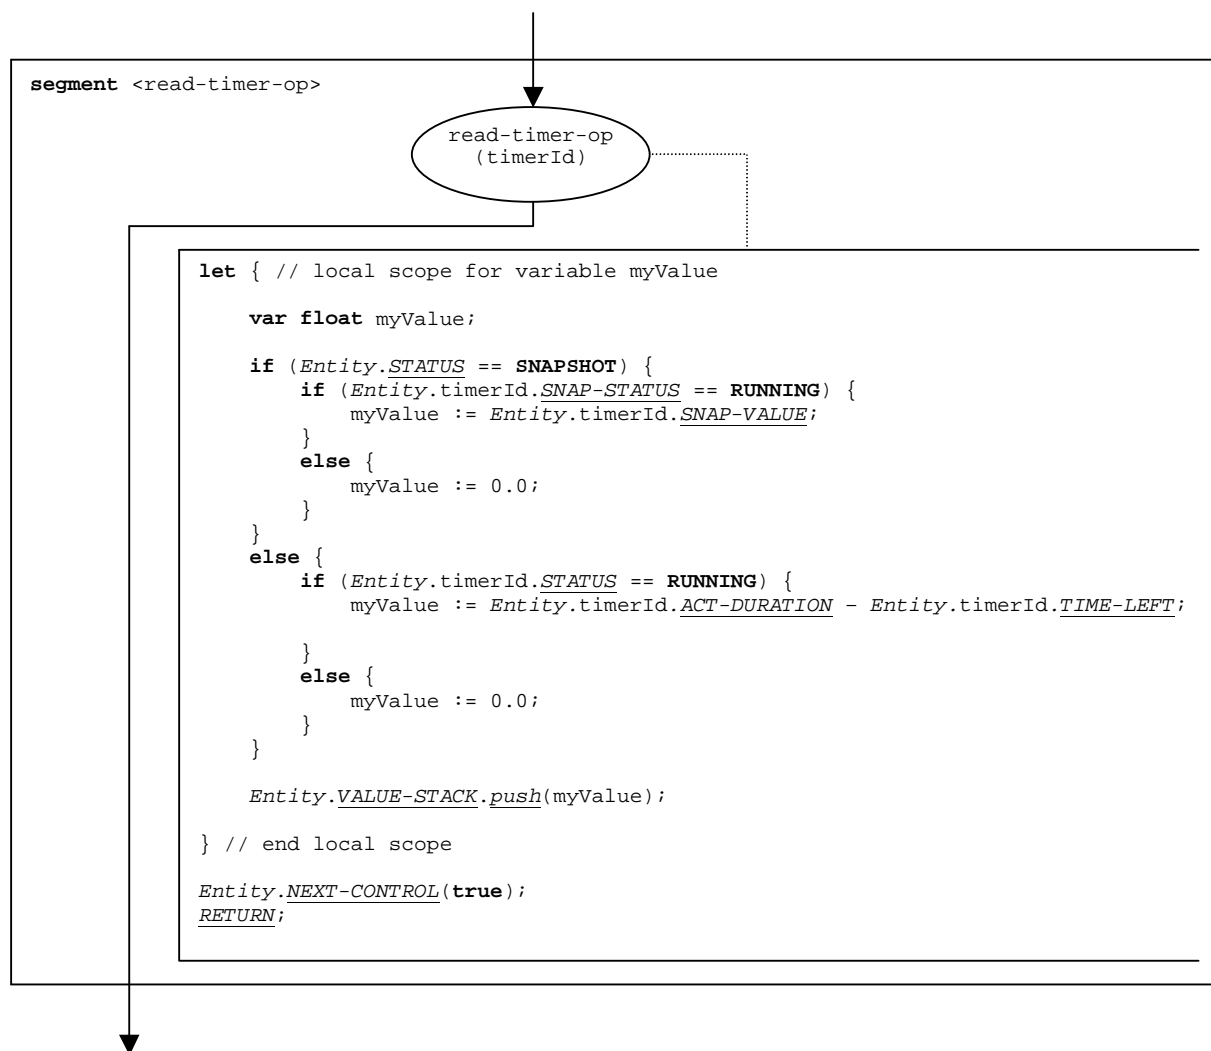 segment <read-timer-op>
read-timer-op
(timerId)
let { // local scope for variable myValue
var float myValue;
if (Entity.STATUS == SNAPSHOT) {
if (Entity.timerId.SNAP-STATUS == RUNNING) {
myValue := Entity.timerId.SNAP-VALUE;
}
else {
myValue := 0.0;
}
}
else {
if (Entity.timerId.STATUS == RUNNING) {
myValue := Entity.timerId.ACT-DURATION – Entity.timerId.TIME-LEFT;
}
else {
myValue := 0.0;
}
}
Entity.VALUE-STACK.push(myValue);
} // end local scope
Entity.NEXT-CONTROL(true);
RETURN;